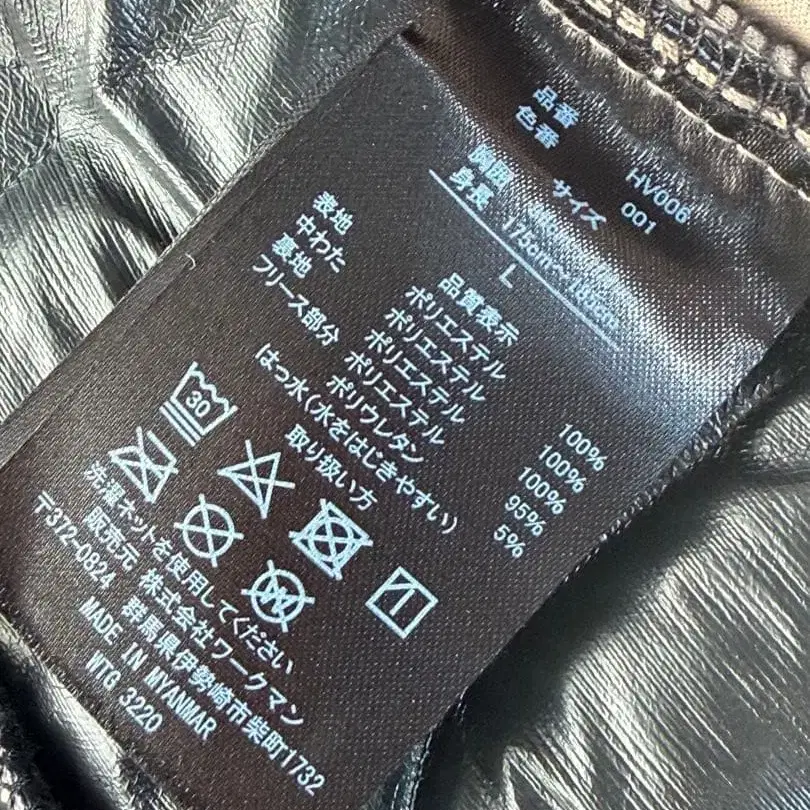 品番 HV006
色番 001
サイズ
胸囲
身長 175cm～185cm
L
品質表示
表地 ポリエステル 100%
中わた ポリエステル 100%
裏地 ポリエステル 100%
フリース部分 ポリエステル 95%
ポリウレタン 5%
はっ水(水をはじきやすい)
取り扱い方
30
W
洗濯ネットを使用してください
販売元 株式会社ワークマン
〒372-0824 群馬県伊勢崎市柴町1732
MADE IN MYANMAR
WTG 3220